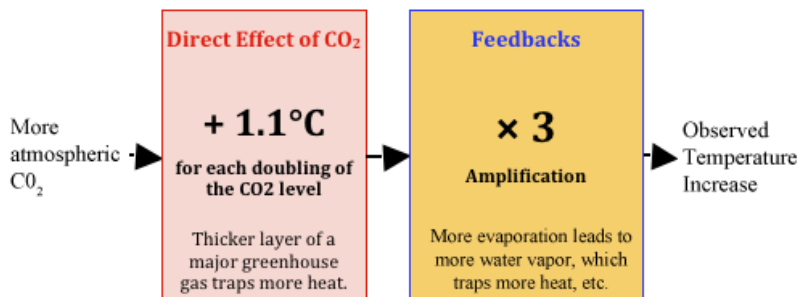 More
atmospheric
C0₂
Direct Effect of CO₂
+ 1.1°C
for each doubling of
the CO2 level
Thicker layer of a
major greenhouse
gas traps more heat.
Feedbacks
× 3
Amplification
More evaporation leads to
more water vapor, which
traps more heat, etc.
Observed
Temperature
Increase